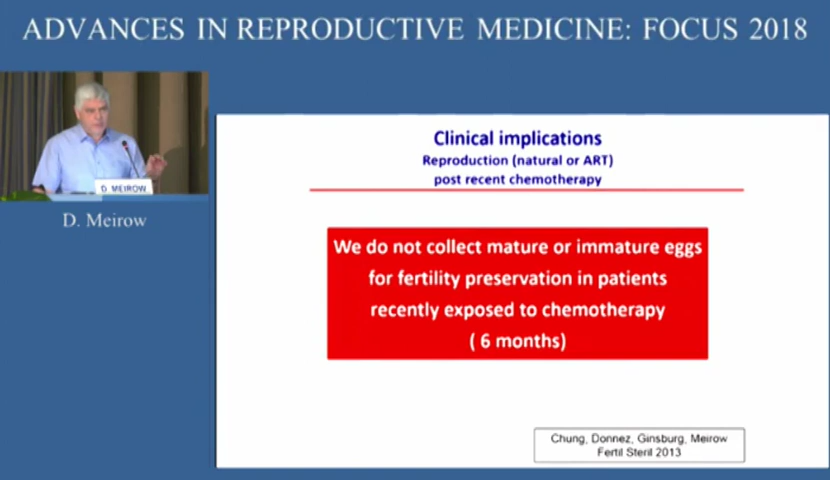 ADVANCES IN REPRODUCTIVE MEDICINE: FOCUS 2018
D. MEIROW
D. Meirow
Clinical implications
Reproduction (natural or ART)
post recent chemotherapy
We do not collect mature or immature eggs
for fertility preservation in patients
recently exposed to chemotherapy
( 6 months)
Chung, Donnez, Ginsburg, Meirow
Fertil Steril 2013